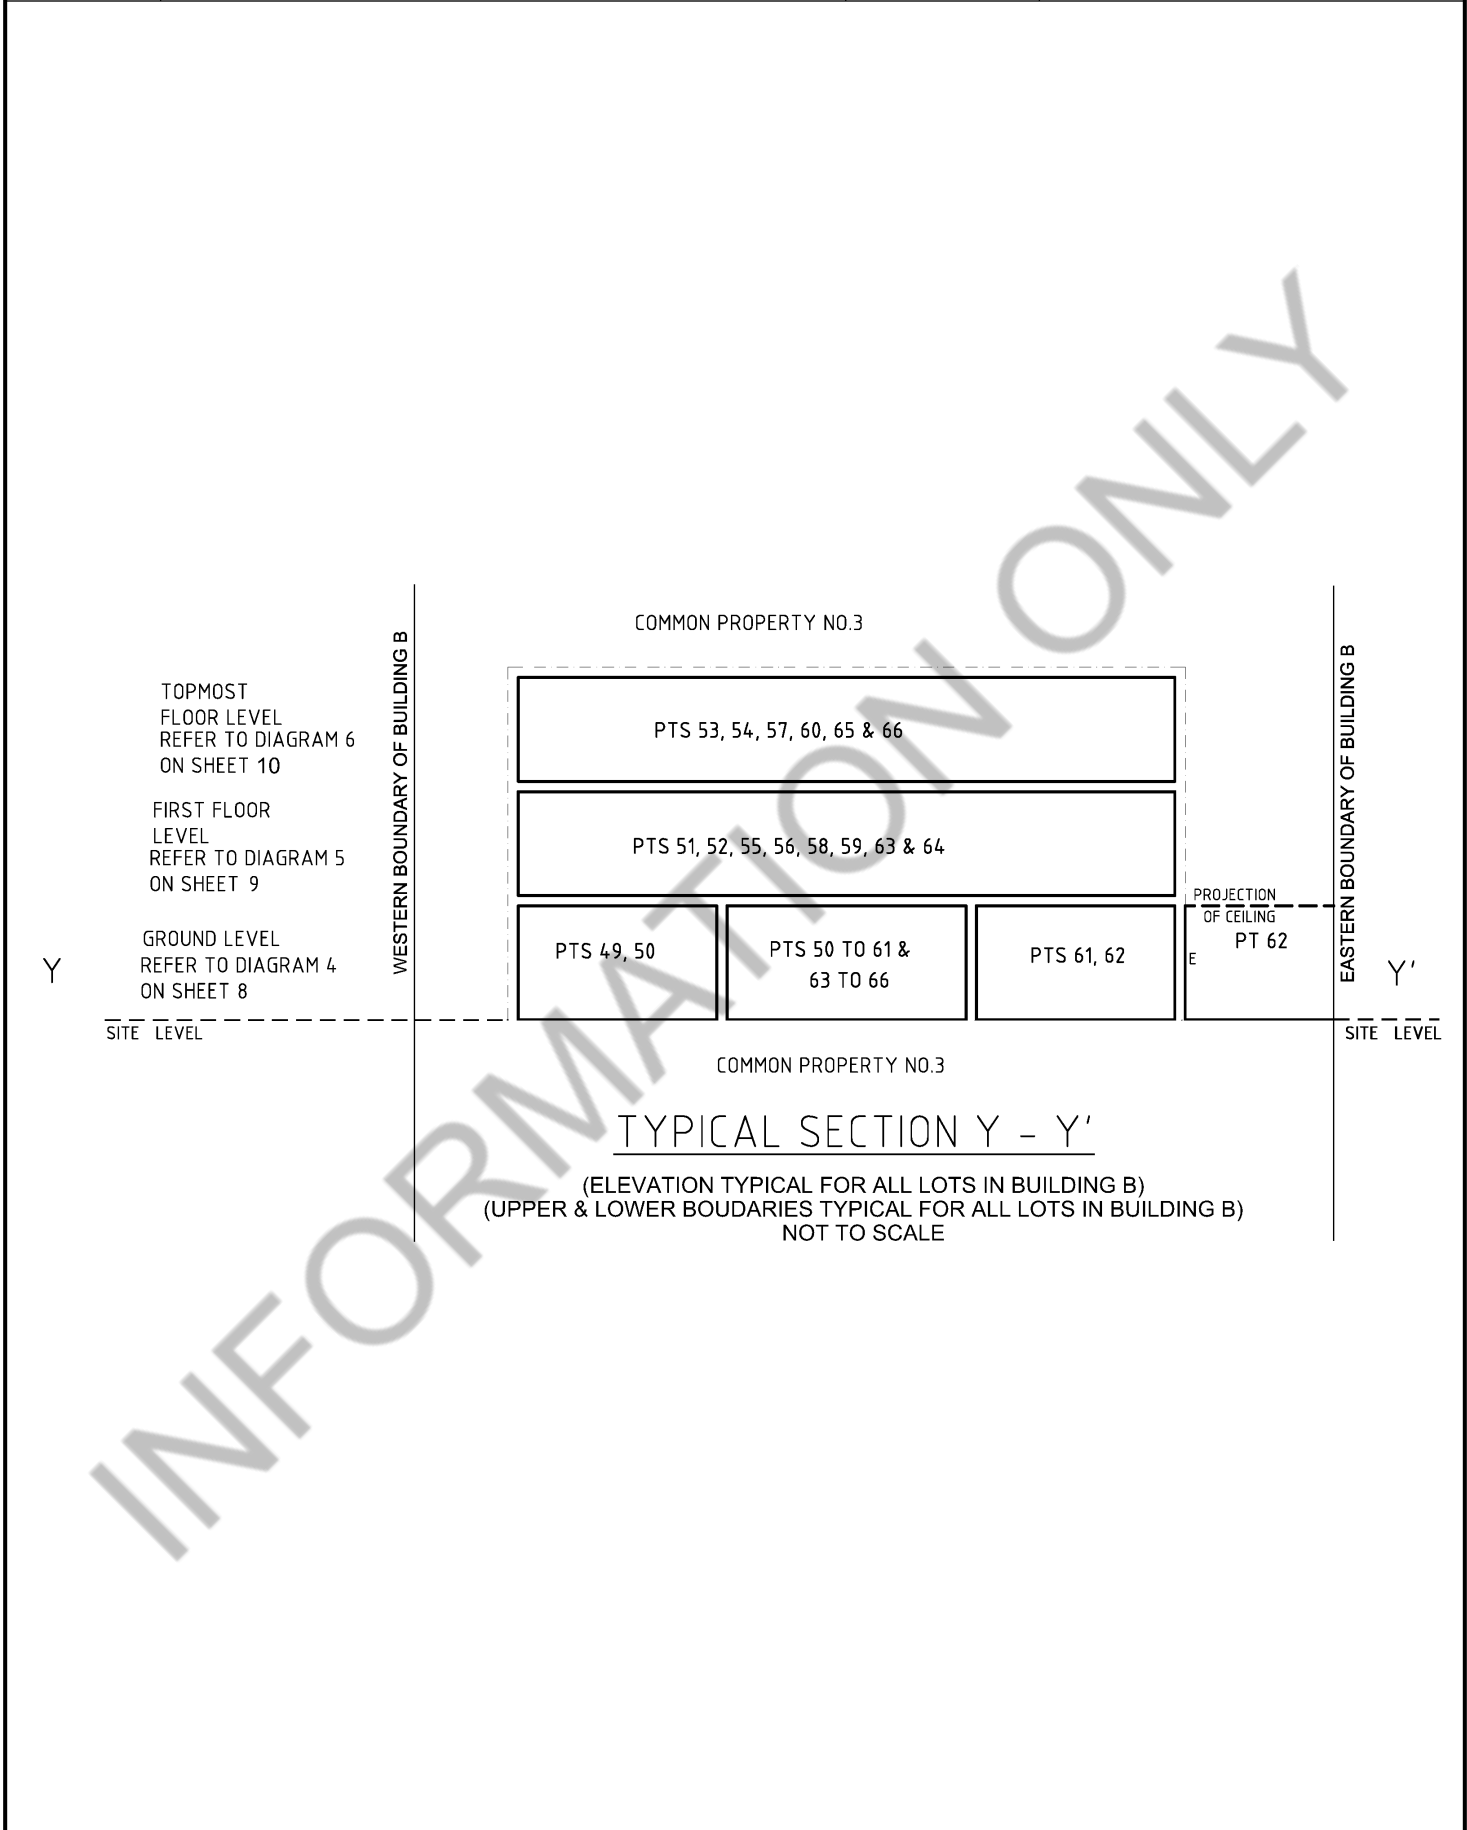 COMMON PROPERTY NO.3
TOPMOST
FLOOR LEVEL
REFER TO DIAGRAM 6
ON SHEET 10
PTS 53, 54, 57, 60, 65 & 66
FIRST FLOOR
LEVEL
REFER TO DIAGRAM 5
ON SHEET 9
PTS 51, 52, 55, 56, 58, 59, 63 & 64
WESTERN BOUNDARY OF BUILDING B
EASTERN BOUNDARY OF BUILDING B
PROJECTION
OF CEILING
PT 62
E
GROUND LEVEL
REFER TO DIAGRAM 4
ON SHEET 8
PTS 49, 50
PTS 50 TO 61 &
63 TO 66
PTS 61, 62
Y
Y'
SITE LEVEL
SITE LEVEL
COMMON PROPERTY NO.3
TYPICAL SECTION Y - Y'
(ELEVATION TYPICAL FOR ALL LOTS IN BUILDING B)
(UPPER & LOWER BOUDARIES TYPICAL FOR ALL LOTS IN BUILDING B)
NOT TO SCALE
INFORMATION ONLY